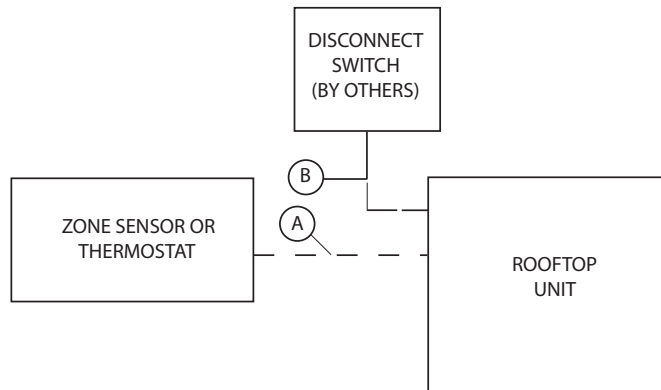 DISCONNECT
SWITCH
(BY OTHERS)
B
ZONE SENSOR OR
THERMOSTAT
A
ROOFTOP
UNIT